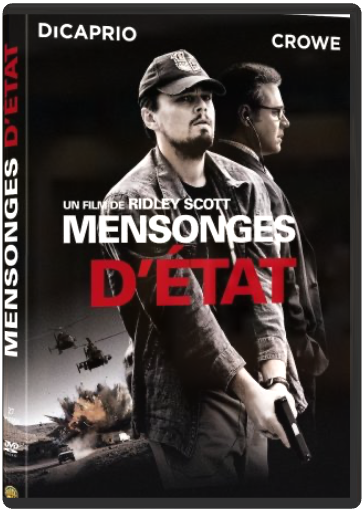 DiCAPRIO
CROWE
UN FILM DE RIDLEY SCOTT
MENSONGES
D'ÉTAT
MENSONGES D'ÉTAT
DVD